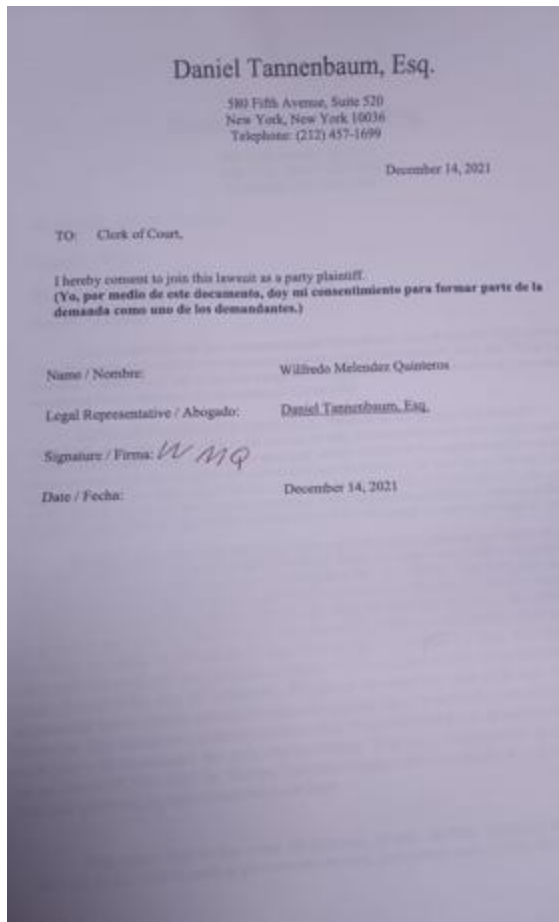 Daniel Tannenbaum, Esq.
580 Fifth Avenue, Suite 520
New York, New York 10036
Telephone: (212) 457-1699
December 14, 2021
TO: Clerk of Court,
I hereby consent to join this lawsuit as a party plaintiff.
(Yo, por medio de este documento, doy mi consentimiento para formar parte de la
demanda como uno de los demandantes.)
Name / Nombre: Wilfredo Melendez Quinteros
Legal Representative / Abogado: Daniel Tannenbaum, Esq.
Signature / Firma: W MQ
Date / Fecha: December 14, 2021